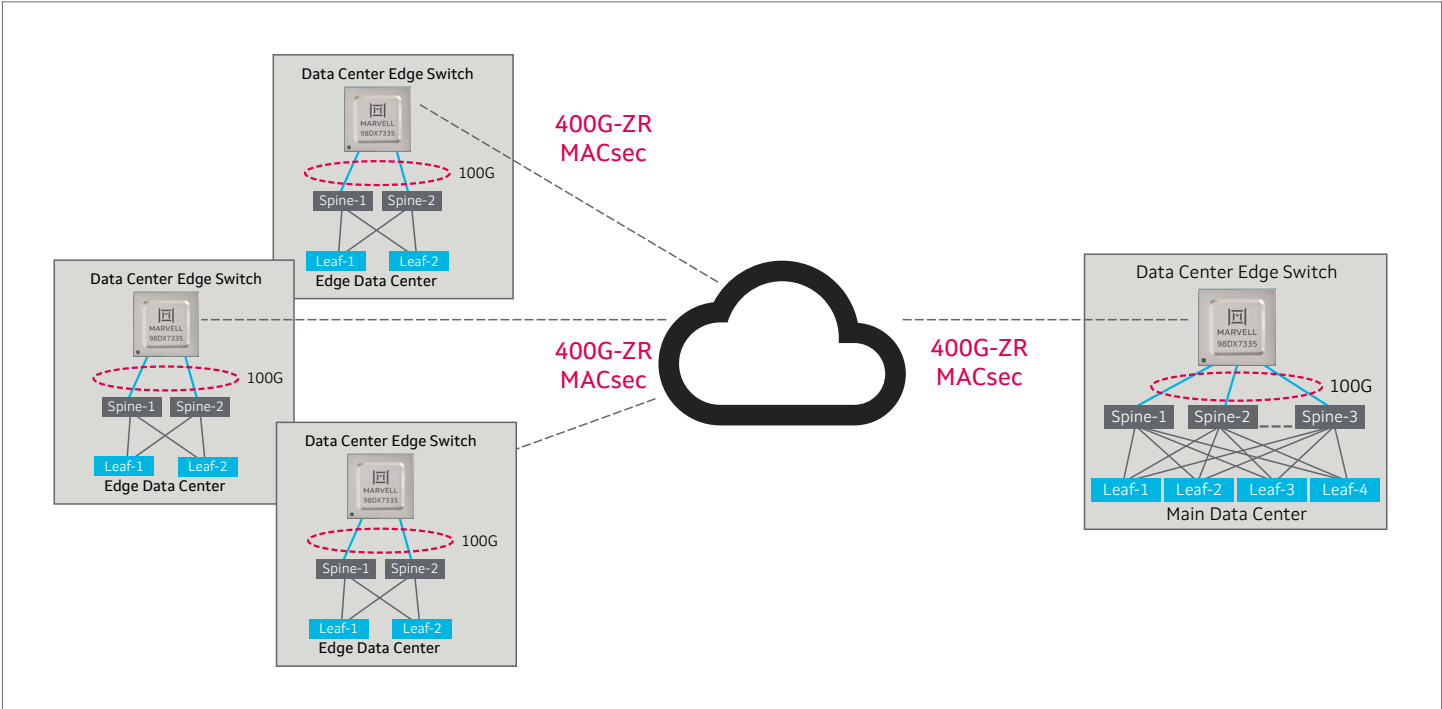 Data Center Edge Switch
MARVELL
98DX7335
100G
Spine-1 Spine-2
Leaf-1 Leaf-2
Edge Data Center
400G-ZR
MACsec
Data Center Edge Switch
MARVELL
98DX7335
100G
Spine-1 Spine-2
Leaf-1 Leaf-2
Edge Data Center
400G-ZR
MACsec
Data Center Edge Switch
MARVELL
98DX7335
100G
Spine-1 Spine-2
Leaf-1 Leaf-2
Edge Data Center
400G-ZR
MACsec
Data Center Edge Switch
MARVELL
98DX7335
100G
Spine-1 Spine-2 Spine-3
Leaf-1 Leaf-2 Leaf-3 Leaf-4
Main Data Center